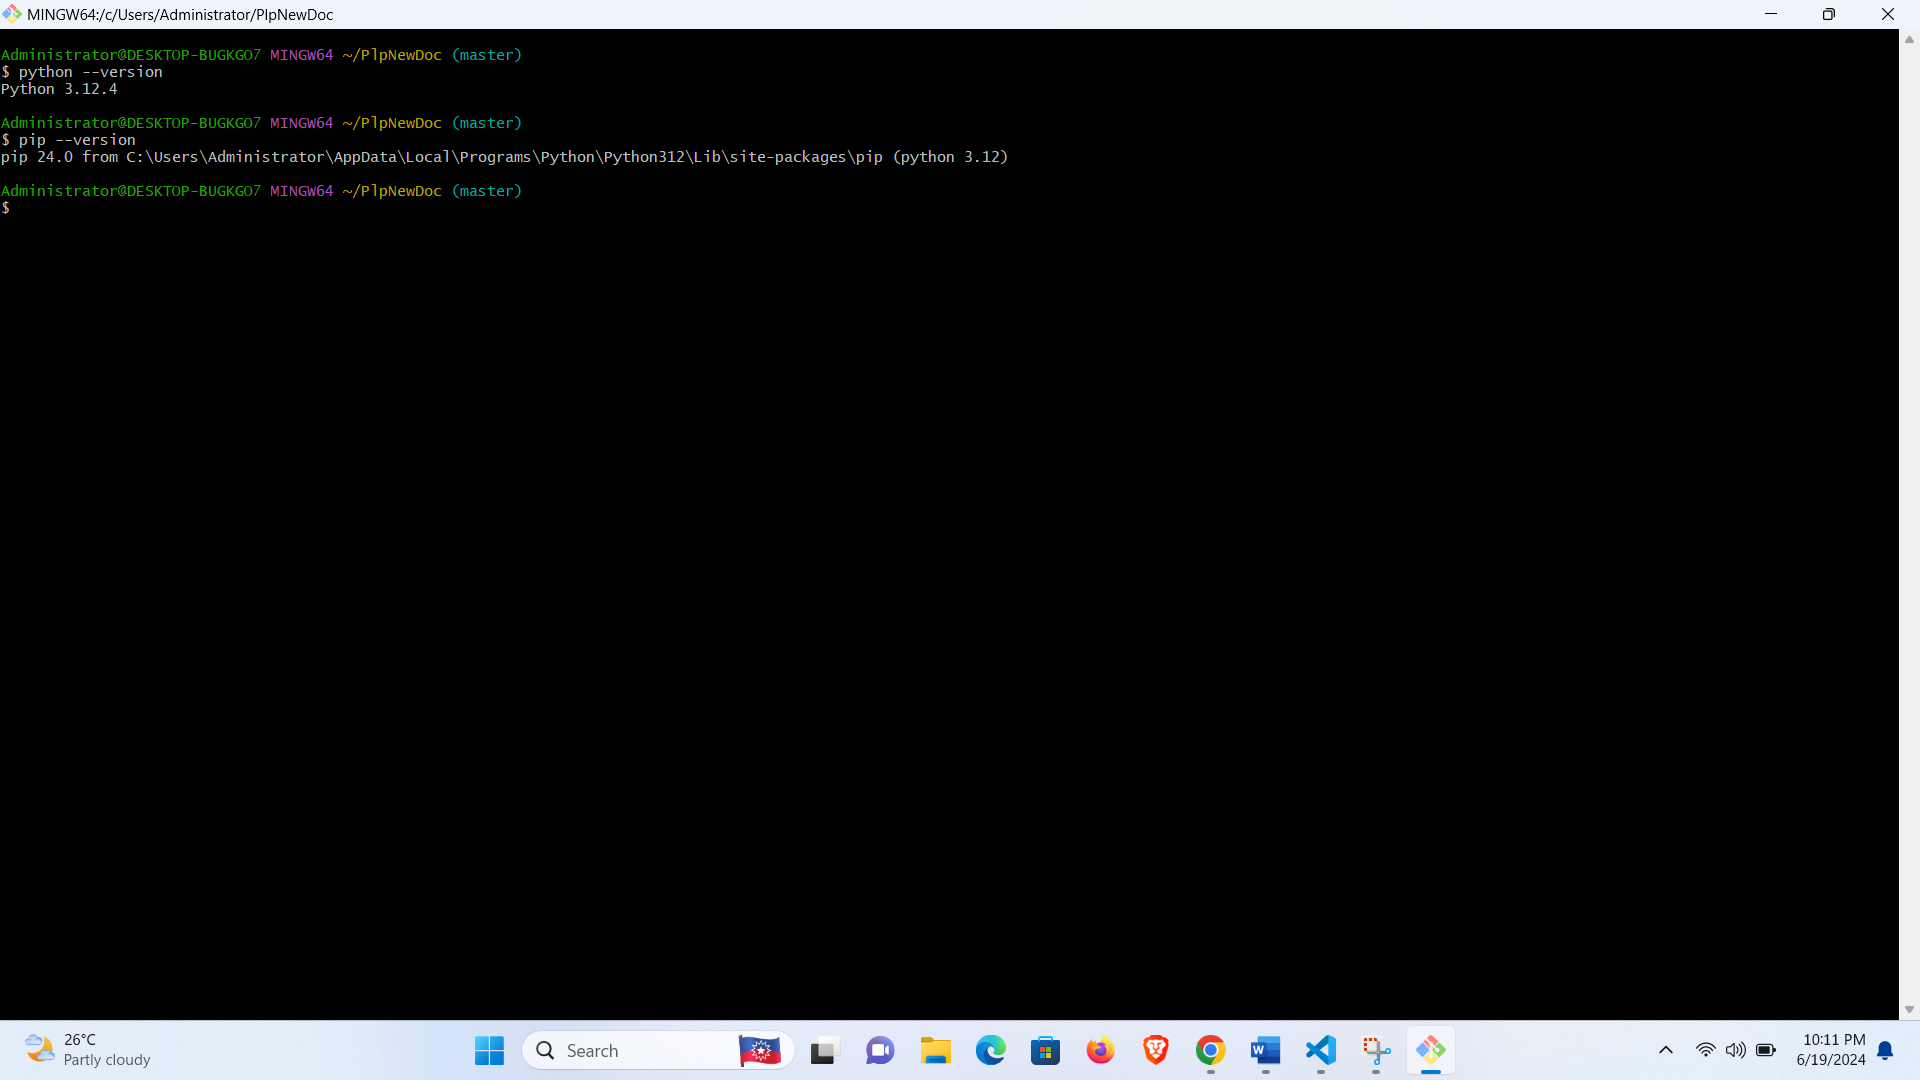 MINGW64:/c/Users/Administrator/PlpNewDoc
Administrator@DESKTOP-BUGKGO7 MINGW64 ~/PlpNewDoc (master)
$ python --version
Python 3.12.4
Administrator@DESKTOP-BUGKGO7 MINGW64 ~/PlpNewDoc (master)
$ pip --version
pip 24.0 from C:\Users\Administrator\AppData\Local\Programs\Python\Python312\Lib\site-packages\pip (python 3.12)
Administrator@DESKTOP-BUGKGO7 MINGW64 ~/PlpNewDoc (master)
$
26°C
Partly cloudy
Search
10:11 PM
6/19/2024